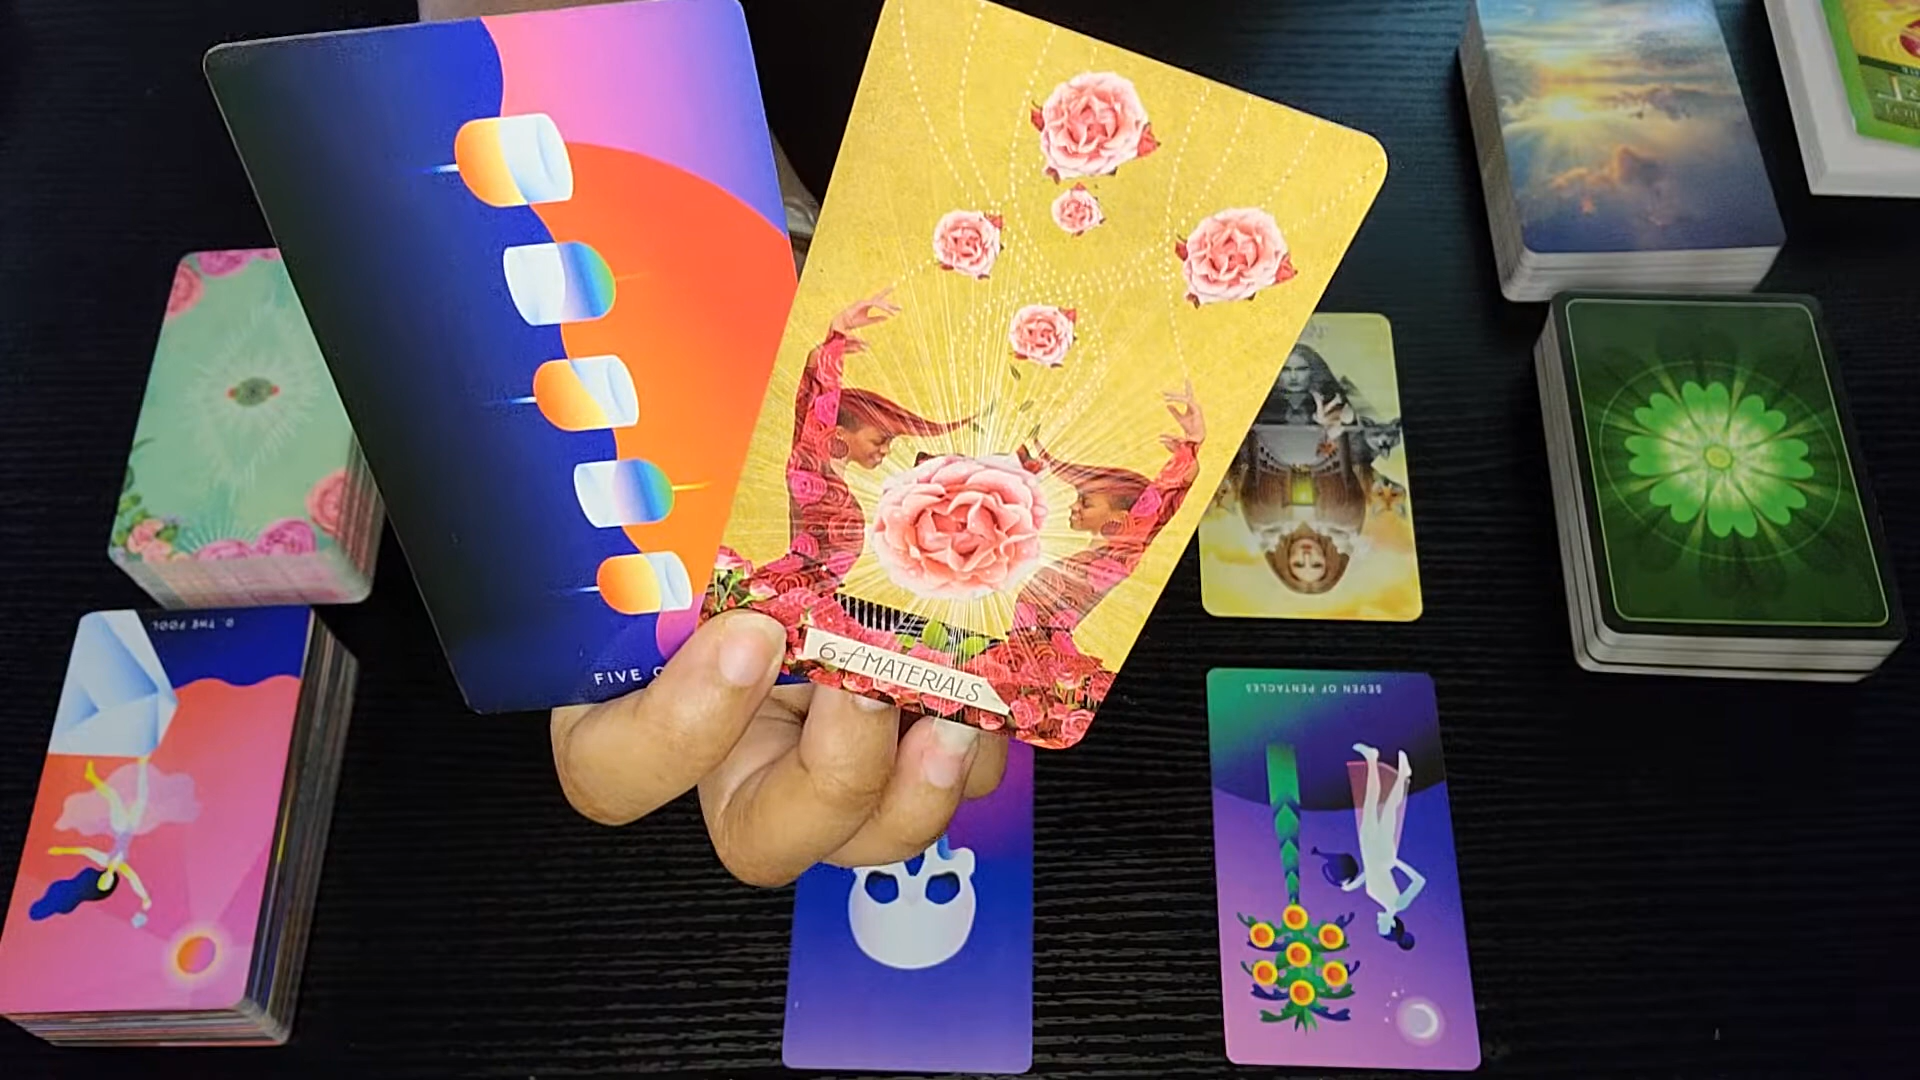 FIVE
6. of MATERIALS
0. THE FOOL
SEVEN OF PENTACLES